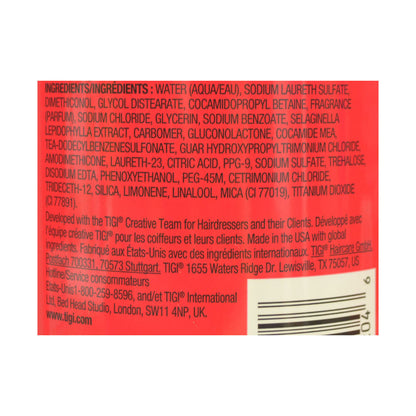 INGREDIENTS/INGRÉDIENTS: WATER (AQUA/EAU), SODIUM LAURETH SULFATE,
DIMETHICONOL, GLYCOL DISTEARATE, COCAMIDOPROPYL BETAINE, FRAGRANCE
(PARFUM), SODIUM CHLORIDE, GLYCERIN, SODIUM BENZOATE, SELAGINELLA
LEPIDOPHYLLA EXTRACT, CARBOMER, GLUCONOLACTONE, COCAMIDE MEA,
TEA-DODECYLBENZENESULFONATE, GUAR HYDROXYPROPYLTRIMONIUM CHLORIDE,
AMODIMETHICONE, LAURETH-23, CITRIC ACID, PPG-9, SODIUM SULFATE, TREHALOSE,
DISODIUM EDTA, PHENOXYETHANOL, PEG-45M, CETRIMONIUM CHLORIDE,
TRIDECETH-12, SILICA, LIMONENE, LINALOOL, MICA (CI 77019), TITANIUM DIOXIDE
(CI 77891).
Developed with the TIGI® Creative Team for Hairdressers and their Clients. Développé avec
l'équipe créative TIGI® pour les coiffeurs et leurs clients. Made in the USA with global
ingredients. Fabriqué aux États-Unis avec des ingrédients internationaux. TIGI® Haircare GmbH,
Postfach 700331, 70573 Stuttgart. TIGI® 1655 Waters Ridge Dr. Lewisville, TX 75057, US
Hotline/Service consommateurs
États-Unis1-800-259-8596, and/et TIGI® International
Ltd, Bed Head Studio, London, SW11 4NP, UK.
www.tigi.com
04 6